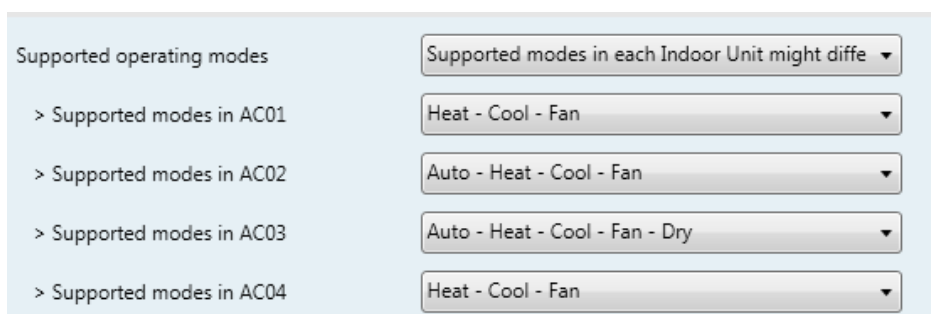 Supported operating modes Supported modes in each Indoor Unit might diffe
> Supported modes in AC01 Heat - Cool - Fan
> Supported modes in AC02 Auto - Heat - Cool - Fan
> Supported modes in AC03 Auto - Heat - Cool - Fan - Dry
> Supported modes in AC04 Heat - Cool - Fan